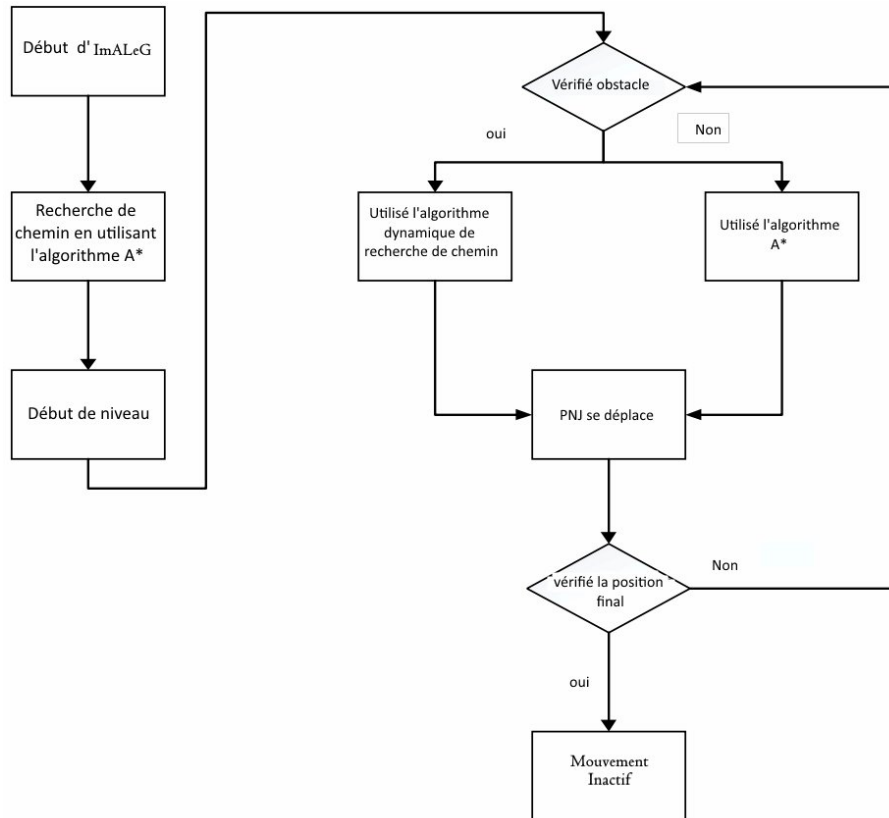 Début d' ImALeG
Recherche de
chemin en utilisant
l'algorithme A*
Début de niveau
Vérifié obstacle
oui
Non
Utilisé l'algorithme
dynamique de
recherche de chemin
Utilisé l'algorithme
A*
PNJ se déplace
vérifié la position
final
Non
oui
Mouvement
Inactif